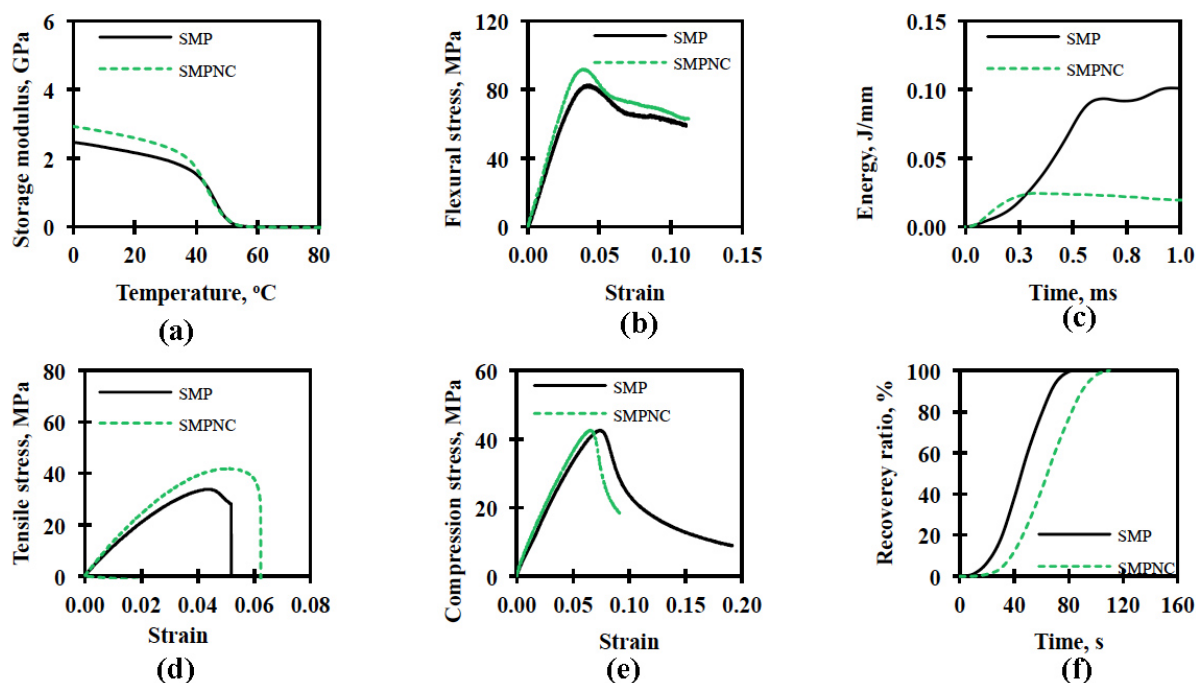 Storage modulus, GPa
6
4
2
0
SMP
SMPNC
0 20 40 60 80
Temperature, ºC
(a)
Flexural stress, MPa
120
80
40
0
SMP
SMPNC
0.00 0.05 0.10 0.15
Strain
(b)
Energy, J/mm
0.15
0.10
0.05
0.00
SMP
SMPNC
0.0 0.3 0.5 0.8 1.0
Time, ms
(c)
Tensile stress, MPa
80
60
40
20
0
SMP
SMPNC
0.00 0.02 0.04 0.06 0.08
Strain
(d)
Compression stress, MPa
60
40
20
0
SMP
SMPNC
0.00 0.05 0.10 0.15 0.20
Strain
(e)
Recoverey ratio, %
100
80
60
40
20
0
SMP
SMPNC
0 40 80 120 160
Time, s
(f)